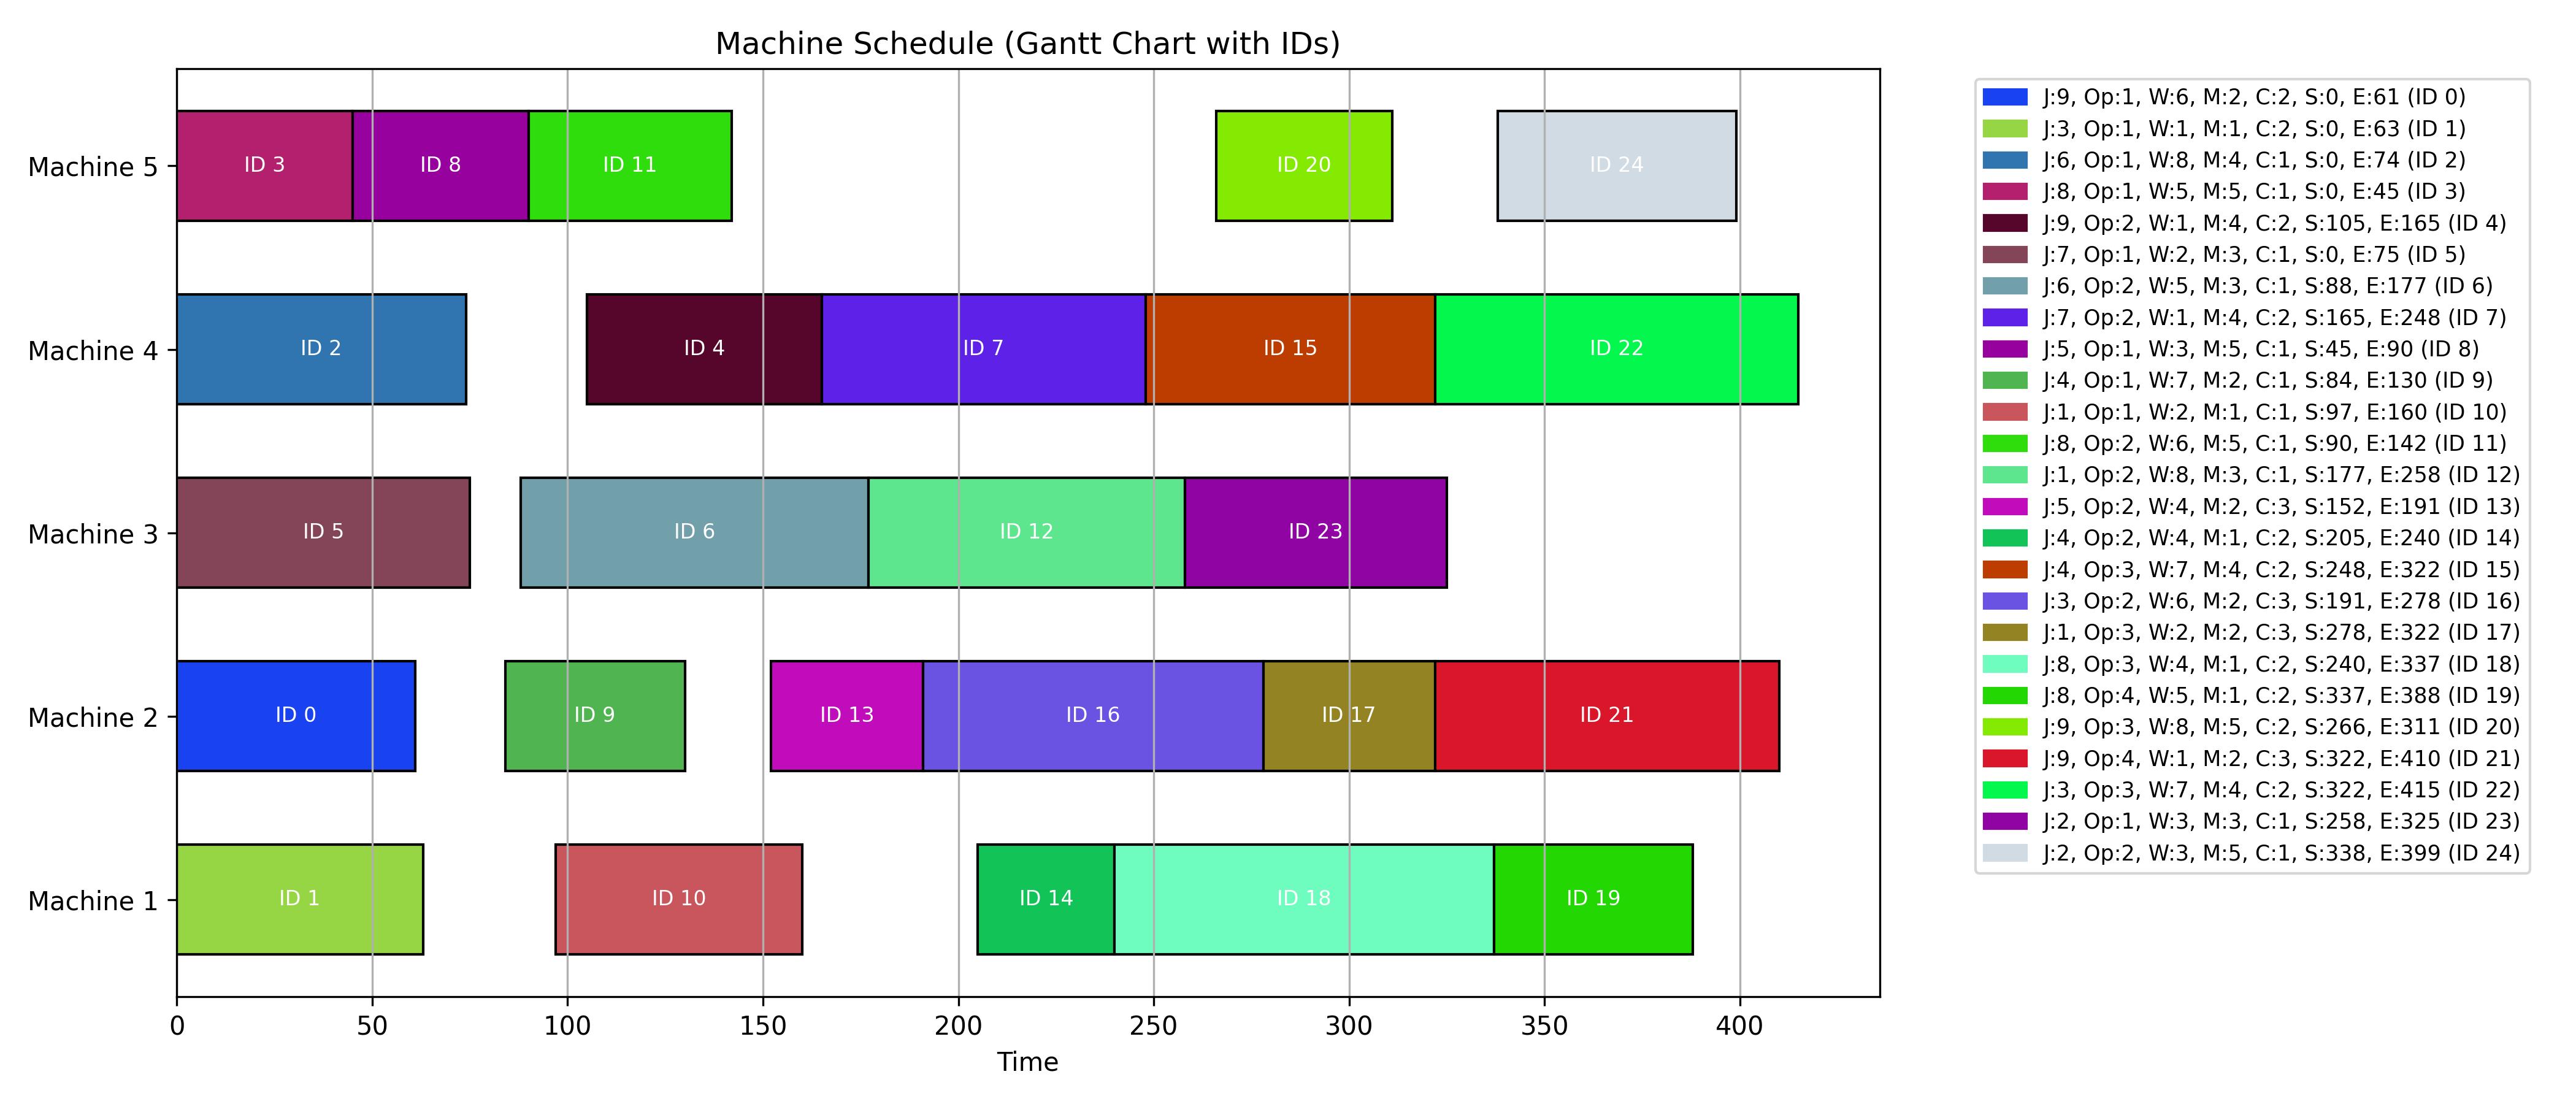 Machine Schedule (Gantt Chart with IDs)
Machine 5
ID 3
ID 8
ID 11
ID 20
ID 24
Machine 4
ID 2
ID 4
ID 7
ID 15
ID 22
Machine 3
ID 5
ID 6
ID 12
ID 23
Machine 2
ID 0
ID 9
ID 13
ID 16
ID 17
ID 21
Machine 1
ID 1
ID 10
ID 14
ID 18
ID 19
0 50 100 150 200 250 300 350 400
Time
J:9, Op:1, W:6, M:2, C:2, S:0, E:61 (ID 0)
J:3, Op:1, W:1, M:1, C:2, S:0, E:63 (ID 1)
J:6, Op:1, W:8, M:4, C:1, S:0, E:74 (ID 2)
J:8, Op:1, W:5, M:5, C:1, S:0, E:45 (ID 3)
J:9, Op:2, W:1, M:4, C:2, S:105, E:165 (ID 4)
J:7, Op:1, W:2, M:3, C:1, S:0, E:75 (ID 5)
J:6, Op:2, W:5, M:3, C:1, S:88, E:177 (ID 6)
J:7, Op:2, W:1, M:4, C:2, S:165, E:248 (ID 7)
J:5, Op:1, W:3, M:5, C:1, S:45, E:90 (ID 8)
J:4, Op:1, W:7, M:2, C:1, S:84, E:130 (ID 9)
J:1, Op:1, W:2, M:1, C:1, S:97, E:160 (ID 10)
J:8, Op:2, W:6, M:5, C:1, S:90, E:142 (ID 11)
J:1, Op:2, W:8, M:3, C:1, S:177, E:258 (ID 12)
J:5, Op:2, W:4, M:2, C:3, S:152, E:191 (ID 13)
J:4, Op:2, W:4, M:1, C:2, S:205, E:240 (ID 14)
J:4, Op:3, W:7, M:4, C:2, S:248, E:322 (ID 15)
J:3, Op:2, W:6, M:2, C:3, S:191, E:278 (ID 16)
J:1, Op:3, W:2, M:2, C:3, S:278, E:322 (ID 17)
J:8, Op:3, W:4, M:1, C:2, S:240, E:337 (ID 18)
J:8, Op:4, W:5, M:1, C:2, S:337, E:388 (ID 19)
J:9, Op:3, W:8, M:5, C:2, S:266, E:311 (ID 20)
J:9, Op:4, W:1, M:2, C:3, S:322, E:410 (ID 21)
J:3, Op:3, W:7, M:4, C:2, S:322, E:415 (ID 22)
J:2, Op:1, W:3, M:3, C:1, S:258, E:325 (ID 23)
J:2, Op:2, W:3, M:5, C:1, S:338, E:399 (ID 24)